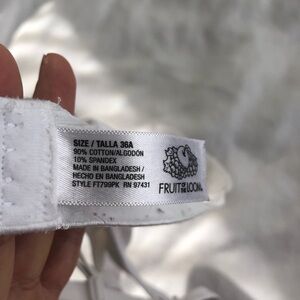 SIZE / TALLA 36A
90% COTTON/ALGODÓN
10% SPANDEX
MADE IN BANGLADESH /
HECHO EN BANGLADESH
STYLE FT799PK RN 97431
FRUIT OF THE LOOM.